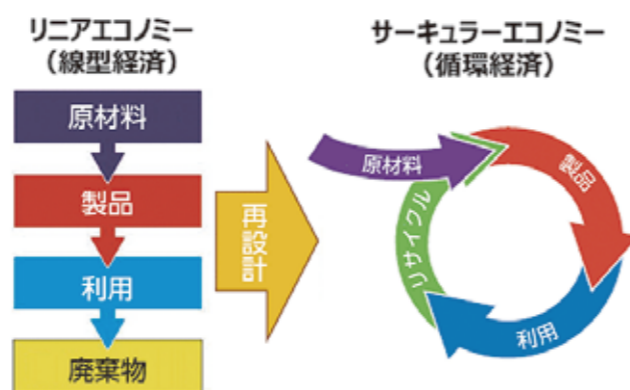 リニアエコノミー
（線型経済）
原材料
製品
利用
廃棄物
再設計
サーキュラーエコノミー
（循環経済）
原材料
製品
利用
リサイクル